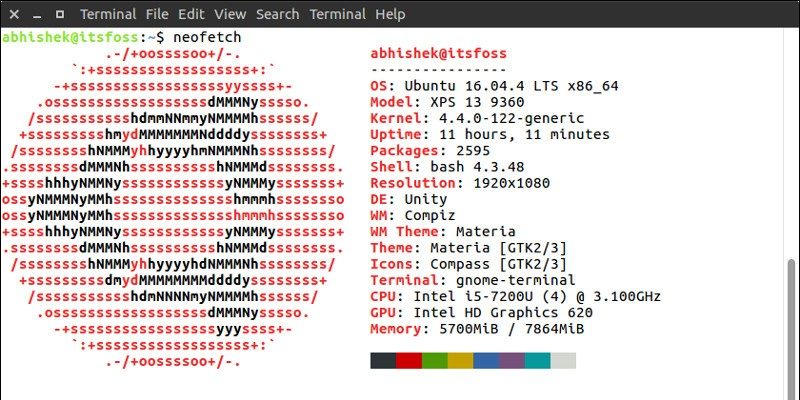 Terminal File Edit View Search Terminal Help
abhishek@itsfoss:~$ neofetch
             .-/+oossssoo+/-.                abhishek@itsfoss
         `:+ssssssssssssssssss+:`            ----------------
       -+ssssssssssssssssssyyssss+-          OS: Ubuntu 16.04.4 LTS x86_64
     .ossssssssssssssssssdMMMNysssso.        Model: XPS 13 9360
    /ssssssssssshdmmNNmmyNMMMMhssssss/       Kernel: 4.4.0-122-generic
   +ssssssssshmydMMMMMMMNddddyssssssss+      Uptime: 11 hours, 11 minutes
  /sssssssshNMMMyhhyyyyhmNMMMNhssssssss/     Packages: 2595
 .ssssssssdMMMNhsssssssssshNMMMdssssssss.    Shell: bash 4.3.48
 +sssshhhyNMMNyssssssssssssyNMMMysssssss+    Resolution: 1920x1080
 ossyNMMMNyMMhsssssssssssssshmmmhssssssso    DE: Unity
 ossyNMMMNyMMhsssssssssssssshmmmhssssssso    WM: Compiz
 +sssshhhyNMMNyssssssssssssyNMMMysssssss+    WM Theme: Materia
 .ssssssssdMMMNhsssssssssshNMMMdssssssss.    Theme: Materia [GTK2/3]
  /sssssssshNMMMyhhyyyyhdNMMMNhssssssss/     Icons: Compass [GTK2/3]
   +sssssssssdmydMMMMMMMMddddyssssssss+      Terminal: gnome-terminal
    /ssssssssssshdmNNNNmyNMMMMhssssss/       CPU: Intel i5-7200U (4) @ 3.100GHz
     .ossssssssssssssssssdMMMNysssso.        GPU: Intel HD Graphics 620
       -+sssssssssssssssssyyyssss+-          Memory: 5700MiB / 7864MiB
         `:+ssssssssssssssssss+:`
             .-/+oossssoo+/-.